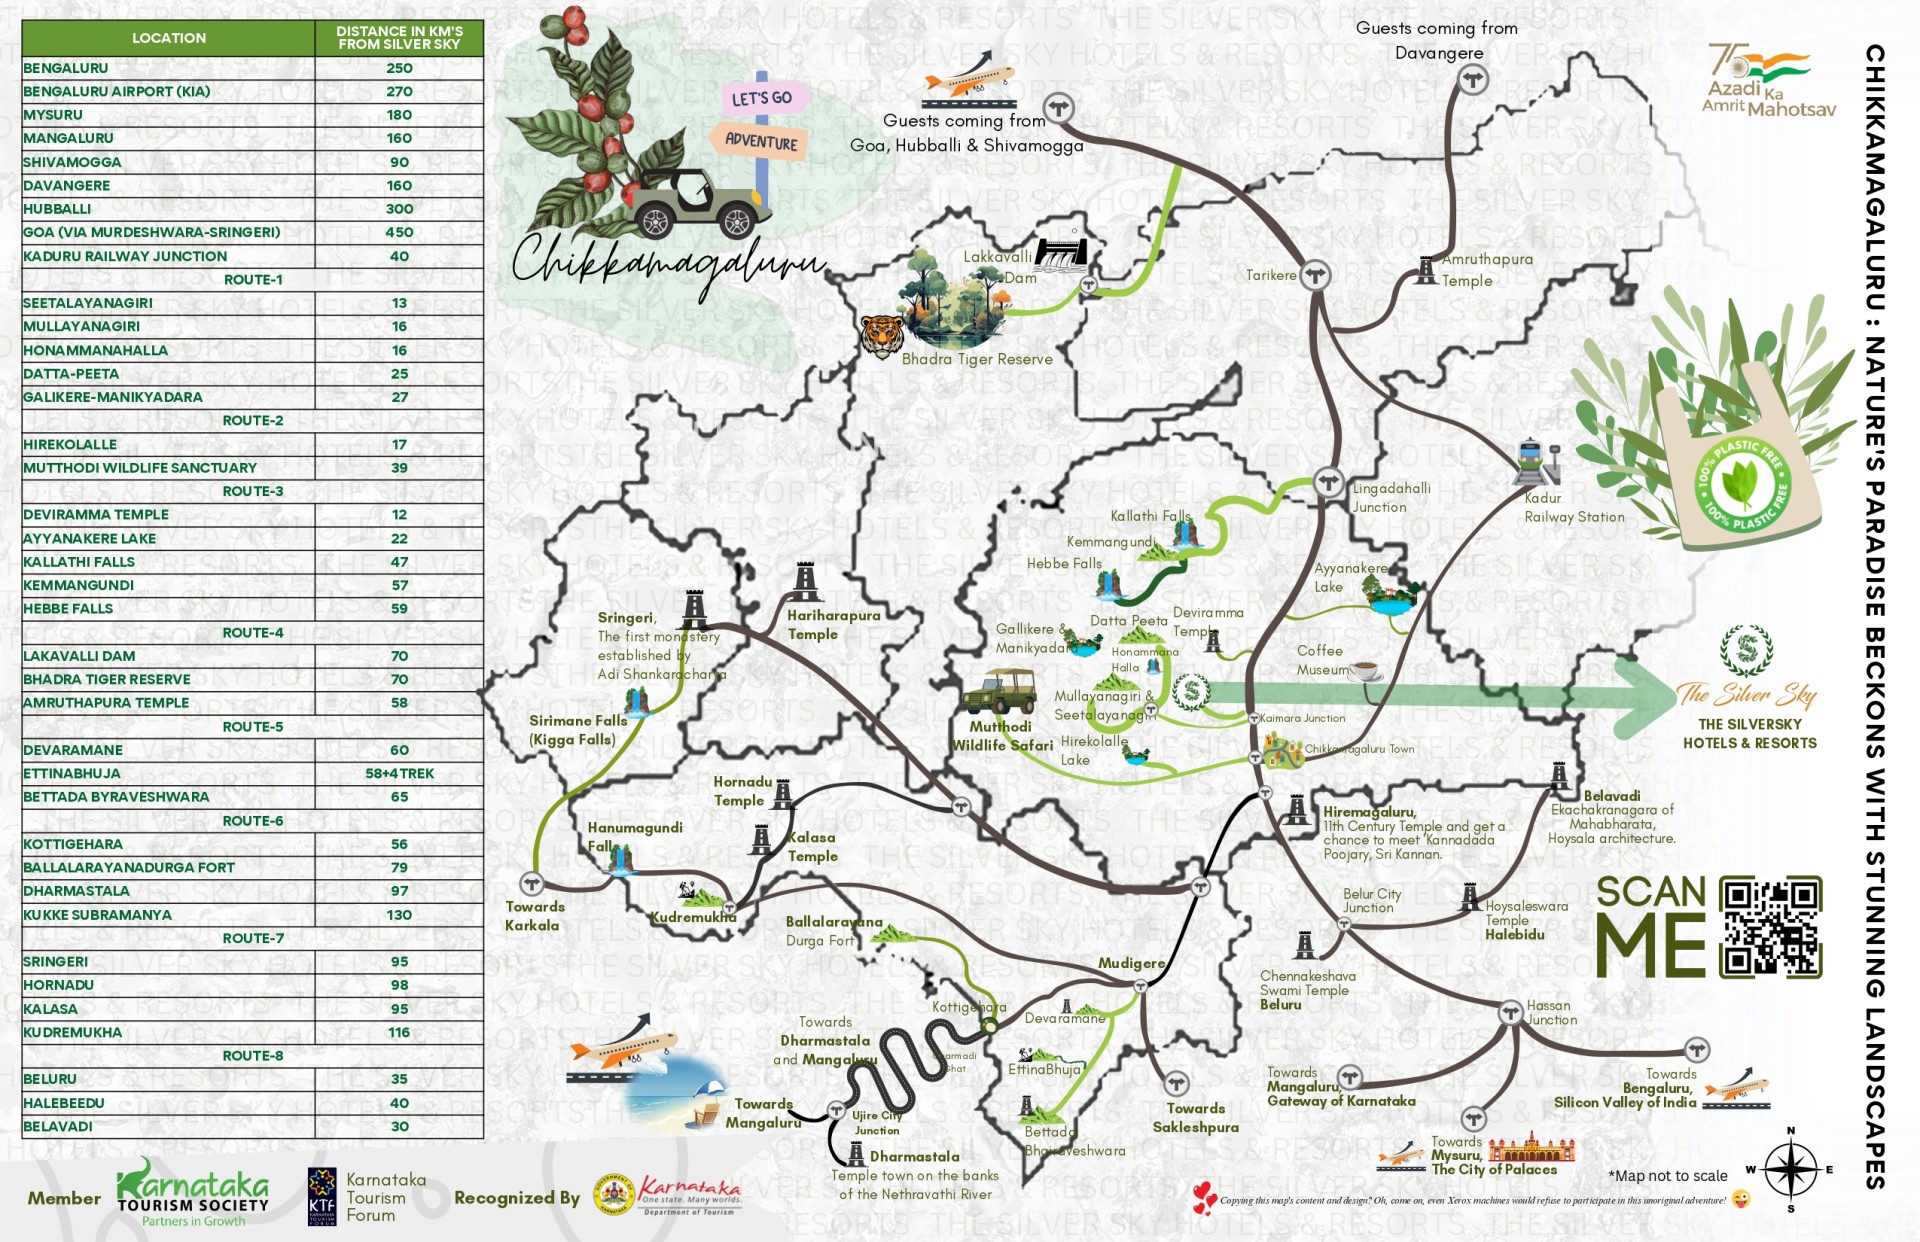 LOCATION DISTANCE IN KM'S FROM SILVER SKY
BENGALURU 250
BENGALURU AIRPORT (KIA) 270
MYSURU 180
MANGALURU 160
SHIVAMOGGA 90
DAVANGERE 160
HUBBALLI 300
GOA (VIA MURDESHWARA-SRINGERI) 450
KADURU RAILWAY JUNCTION 40
ROUTE-1
SEETALAYANAGIRI 13
MULLAYANAGIRI 16
HONAMMANAHALLA 16
DATTA-PEETA 25
GALIKERE-MANIKYADARA 27
ROUTE-2
HIREKOLALLE 17
MUTTHODI WILDLIFE SANCTUARY 39
ROUTE-3
DEVIRAMMA TEMPLE 12
AYYANAKERE LAKE 22
KALLATHI FALLS 47
KEMMANGUNDI 57
HEBBE FALLS 59
ROUTE-4
LAKAVALLI DAM 70
BHADRA TIGER RESERVE 70
AMRUTHAPURA TEMPLE 58
ROUTE-5
DEVARAMANE 60
ETTINABHUJA 58+4TREK
BETTADA BYRAVESHWARA 65
ROUTE-6
KOTTIGEHARA 56
BALLALARAYANADURGA FORT 79
DHARMASTALA 97
KUKKE SUBRAMANYA 130
ROUTE-7
SRINGERI 95
HORNADU 98
KALASA 95
KUDREMUKHA 116
ROUTE-8
BELURU 35
HALEBEEDU 40
BELAVADI 30
LET'S GO
ADVENTURE
Chikkamagaluru
Guests coming from
Goa, Hubballi & Shivamogga
Guests coming from
Davangere
75
Azadi Ka
Amrit Mahotsav
CHIKKAMAGALURU : NATURE'S PARADISE BECKONS WITH STUNNING LANDSCAPES
Lakkavalli
Dam
Bhadra Tiger Reserve
Tarikere
Amruthapura
Temple
100% PLASTIC FREE
100% PLASTIC FREE
Kadur
Railway Station
Lingadahalli
Junction
Kallathi Falls
Kemmangundi
Hebbe Falls
Ayyanakere
Lake
Datta Peeta
Deviramma
Temple
Gallikere &
Manikyadara
Honammana
Halla
Coffee
Museum
Mullayanagiri &
Seetalayanagiri
Mutthodi
Wildlife Safari
Hirekolalle
Lake
Kaimara Junction
Chikkamagaluru Town
The Silver Sky
THE SILVERSKY
HOTELS & RESORTS
Sringeri,
The first monastery
established by
Adi Shankaracharya
Hariharapura
Temple
Sirimane Falls
(Kigga Falls)
Hornadu
Temple
Kalasa
Temple
Hanumagundi
Falls
Towards
Karkala
Kudremukha
Ballalarayana
Durga Fort
Hiremagaluru,
11th Century Temple and get a
chance to meet 'Kannadada
Poojary, Sri Kannan.
Belavadi
Ekachakranagara of
Mahabharata,
Hoysala architecture.
Belur City
Junction
Hoysaleswara
Temple
Halebidu
Chennakeshava
Swami Temple
Beluru
SCAN
ME
Mudigere
Kottigehara
Devaramane
Towards
Dharmastala
and Mangaluru
Charmadi
Ghat
EttinaBhuja
Hassan
Junction
Towards
Mangaluru
Ujire City
Junction
Dharmastala
Temple town on the banks
of the Nethravathi River
Bettada
Bhairaveshwara
Towards
Sakleshpura
Towards
Mangaluru,
Gateway of Karnataka
Towards
Bengaluru,
Silicon Valley of India
Towards
Mysuru,
The City of Palaces
*Map not to scale
N
W E
S
Copying this map's content and design? Oh, come on, even Xerox machines would refuse to participate in this unoriginal adventure!
Member
Karnataka
TOURISM SOCIETY
Partners in Growth
KTF
Karnataka
Tourism
Forum
Recognized By
Karnataka
One state. Many worlds.
Department of Tourism
THE SILVER SKY HOTELS & RESORTS